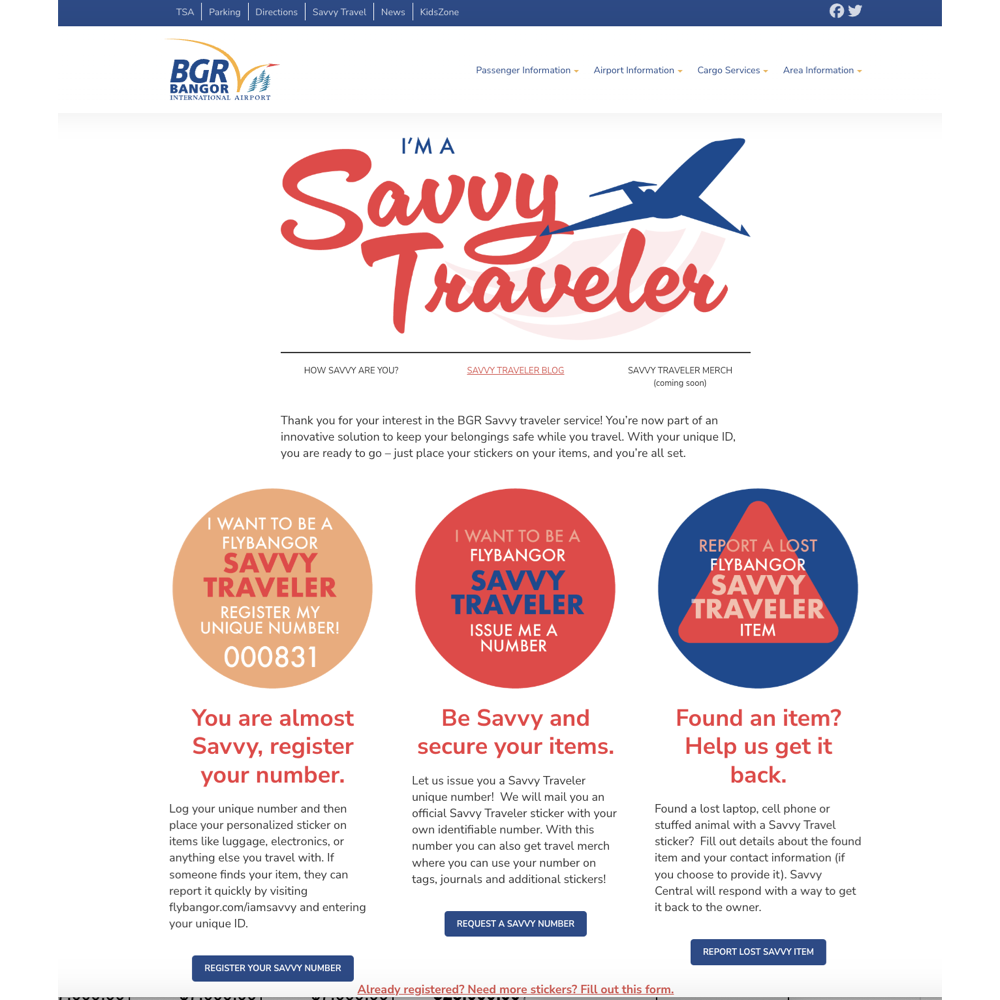 TSA
Parking
Directions
Savvy Travel
News
KidsZone
BGR
BANGOR
INTERNATIONAL AIRPORT
Passenger Information
Airport Information
Cargo Services
Area Information
I'M A
Savvy
Traveler
HOW SAVVY ARE YOU?
SAVVY TRAVELER BLOG
SAVVY TRAVELER MERCH
(coming soon)
Thank you for your interest in the BGR Savvy traveler service! You're now part of an
innovative solution to keep your belongings safe while you travel. With your unique ID,
you are ready to go – just place your stickers on your items, and you're all set.
I WANT TO BE A
FLYBANGOR
SAVVY
TRAVELER
REGISTER MY
UNIQUE NUMBER!
000831
You are almost
Savvy, register
your number.
Log your unique number and then
place your personalized sticker on
items like luggage, electronics, or
anything else you travel with. If
someone finds your item, they can
report it quickly by visiting
flybangor.com/iamsavvy and entering
your unique ID.
REGISTER YOUR SAVVY NUMBER
I WANT TO BE A
FLYBANGOR
SAVVY
TRAVELER
ISSUE ME A
NUMBER
Be Savvy and
secure your items.
Let us issue you a Savvy Traveler
unique number!  We will mail you an
official Savvy Traveler sticker with your
own identifiable number. With this
number you can also get travel merch
where you can use your number on
tags, journals and additional stickers!
REQUEST A SAVVY NUMBER
REPORT A LOST
FLYBANGOR
SAVVY
TRAVELER
ITEM
Found an item?
Help us get it
back.
Found a lost laptop, cell phone or
stuffed animal with a Savvy Travel
sticker?  Fill out details about the found
item and your contact information (if
you choose to provide it). Savvy
Central will respond with a way to get
it back to the owner.
REPORT LOST SAVVY ITEM
Already registered? Need more stickers? Fill out this form.